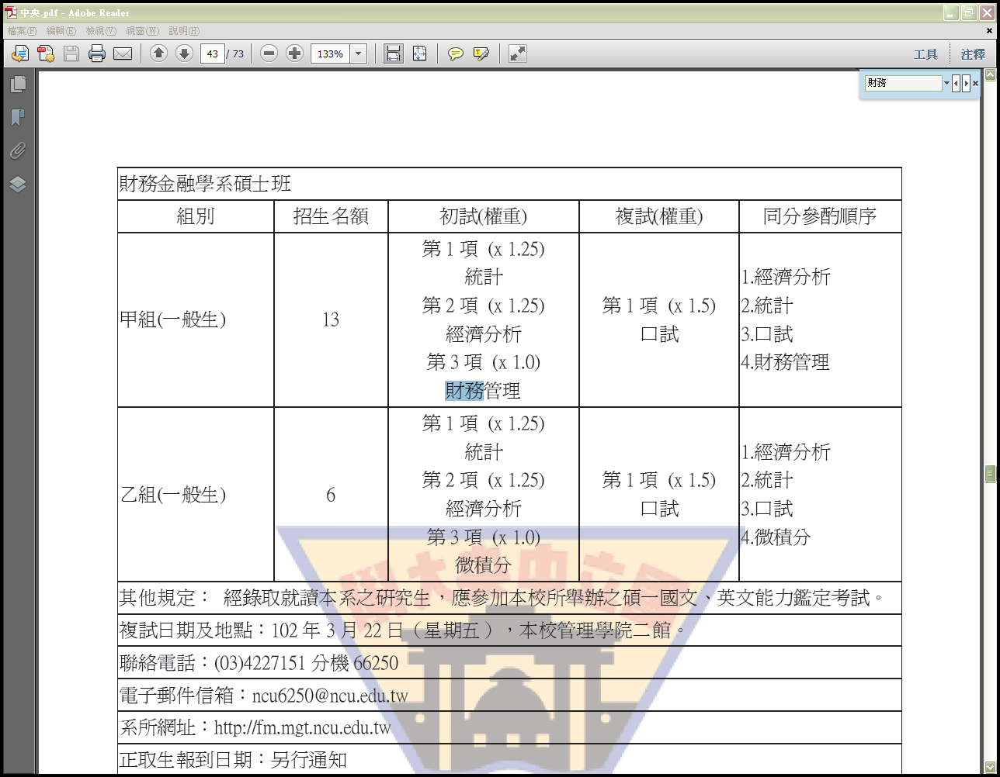 中央.pdf - Adobe Reader
檔案(F) 編輯(E) 檢視(V) 視窗(W) 說明(H)
43 / 73 133% 工具 注釋
財務
財務金融學系碩士班
組別 招生名額 初試(權重) 複試(權重) 同分參酌順序
甲組(一般生) 13
第 1 項 (x 1.25)
統計
第 2 項 (x 1.25)
經濟分析
第 3 項 (x 1.0)
財務管理
第 1 項 (x 1.5)
口試
1.經濟分析
2.統計
3.口試
4.財務管理
乙組(一般生) 6
第 1 項 (x 1.25)
統計
第 2 項 (x 1.25)
經濟分析
第 3 項 (x 1.0)
微積分
第 1 項 (x 1.5)
口試
1.經濟分析
2.統計
3.口試
4.微積分
國立中央大學
其他規定： 經錄取就讀本系之研究生，應參加本校所舉辦之碩一國文、英文能力鑑定考試。
複試日期及地點：102 年 3 月 22 日（星期五），本校管理學院二館。
聯絡電話：(03)4227151 分機 66250
電子郵件信箱：ncu6250@ncu.edu.tw
系所網址：http://fm.mgt.ncu.edu.tw
正取生報到日期：另行通知